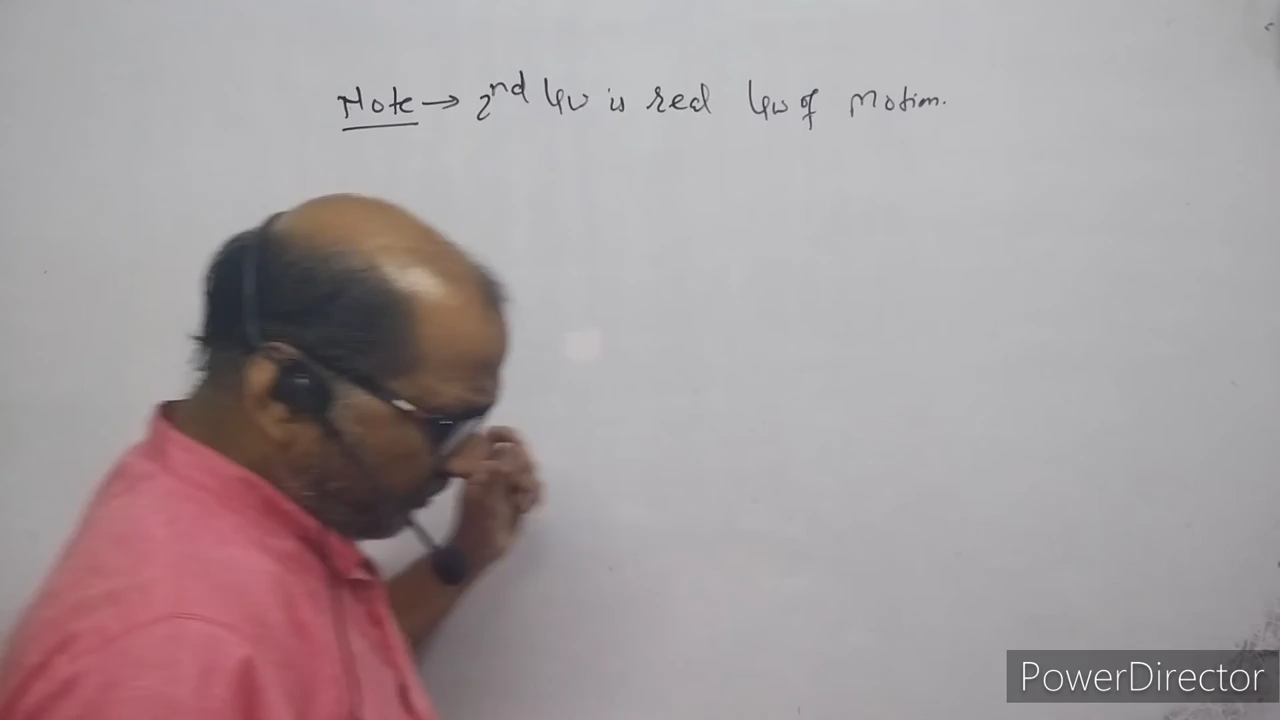 Note → 2nd law is real law of Motion.
PowerDirector